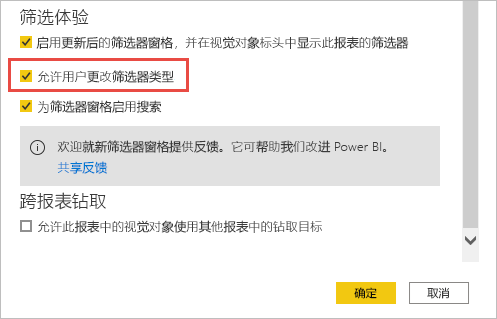 筛选体验
启用更新后的筛选器窗格，并在视觉对象标头中显示此报表的筛选器
允许用户更改筛选器类型
为筛选器窗格启用搜索
欢迎就新筛选器窗格提供反馈。它可帮助我们改进 Power BI。
共享反馈
跨报表钻取
允许此报表中的视觉对象使用其他报表中的钻取目标
确定
取消